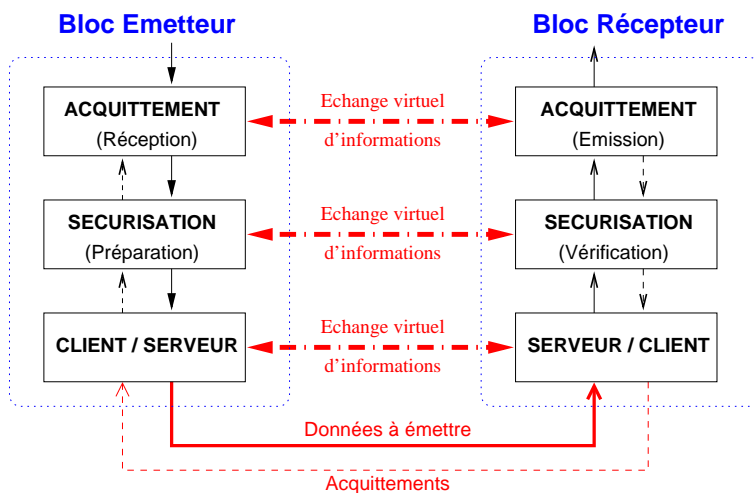 Bloc Emetteur
Bloc Récepteur
ACQUITTEMENT
(Réception)
Echange virtuel
d'informations
ACQUITTEMENT
(Emission)
SECURISATION
(Préparation)
Echange virtuel
d'informations
SECURISATION
(Vérification)
CLIENT / SERVEUR
Echange virtuel
d'informations
SERVEUR / CLIENT
Données à émettre
Acquittements